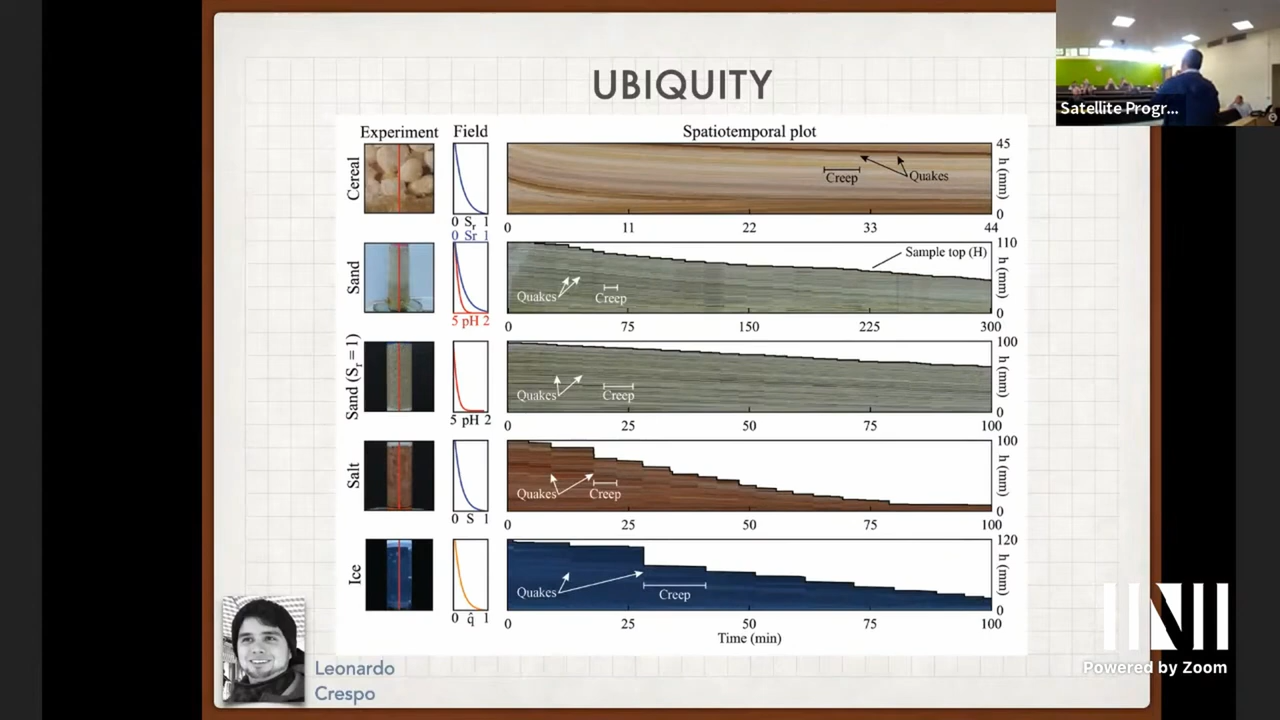 UBIQUITY
Satellite Progr...
Experiment Field Spatiotemporal plot
Cereal
0 Sr 1
Creep
Quakes
45
h (mm)
0
0 11 22 33 44
Sand
0 Sr 1
5 pH 2
Quakes
Creep
Sample top (H)
110
h (mm)
0
0 75 150 225 300
Sand (Sr = 1)
5 pH 2
Quakes
Creep
100
h (mm)
0
0 25 50 75 100
Salt
0 S 1
Quakes
Creep
100
h (mm)
0
0 25 50 75 100
Ice
0 q̂ 1
Quakes
Creep
120
h (mm)
0
0 25 50 75 100
Time (min)
Leonardo
Crespo
Powered by Zoom